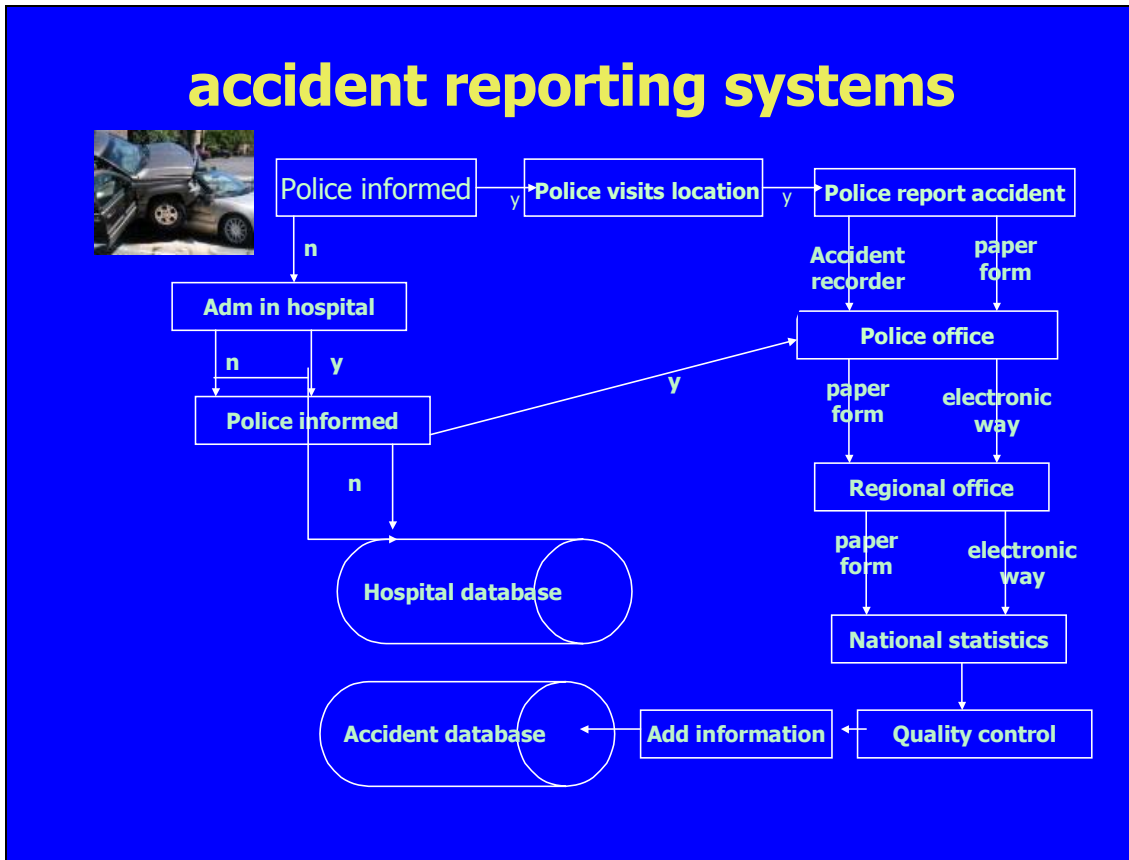 accident reporting systems
Police informed
y
Police visits location
y
Police report accident
n
Accident
recorder
paper
form
Adm in hospital
Police office
n
y
y
paper
form
electronic
way
Police informed
n
Regional office
paper
form
electronic
way
Hospital database
National statistics
Accident database
Add information
Quality control